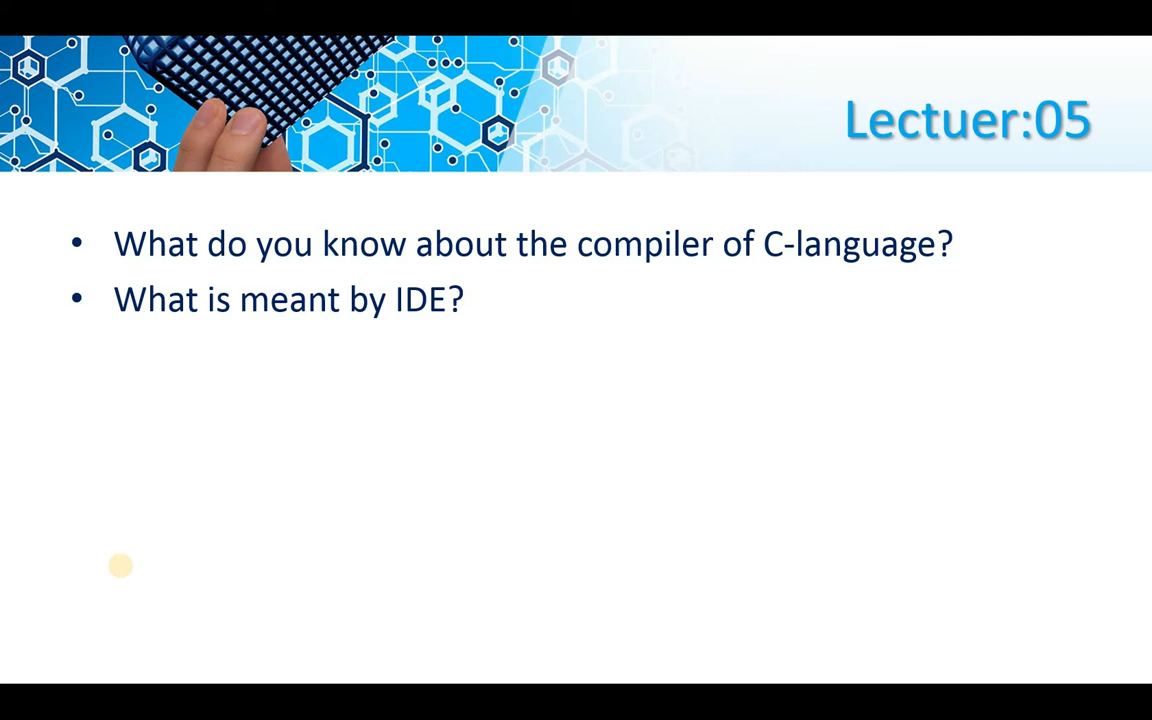 Lectuer:05
• What do you know about the compiler of C-language?
• What is meant by IDE?